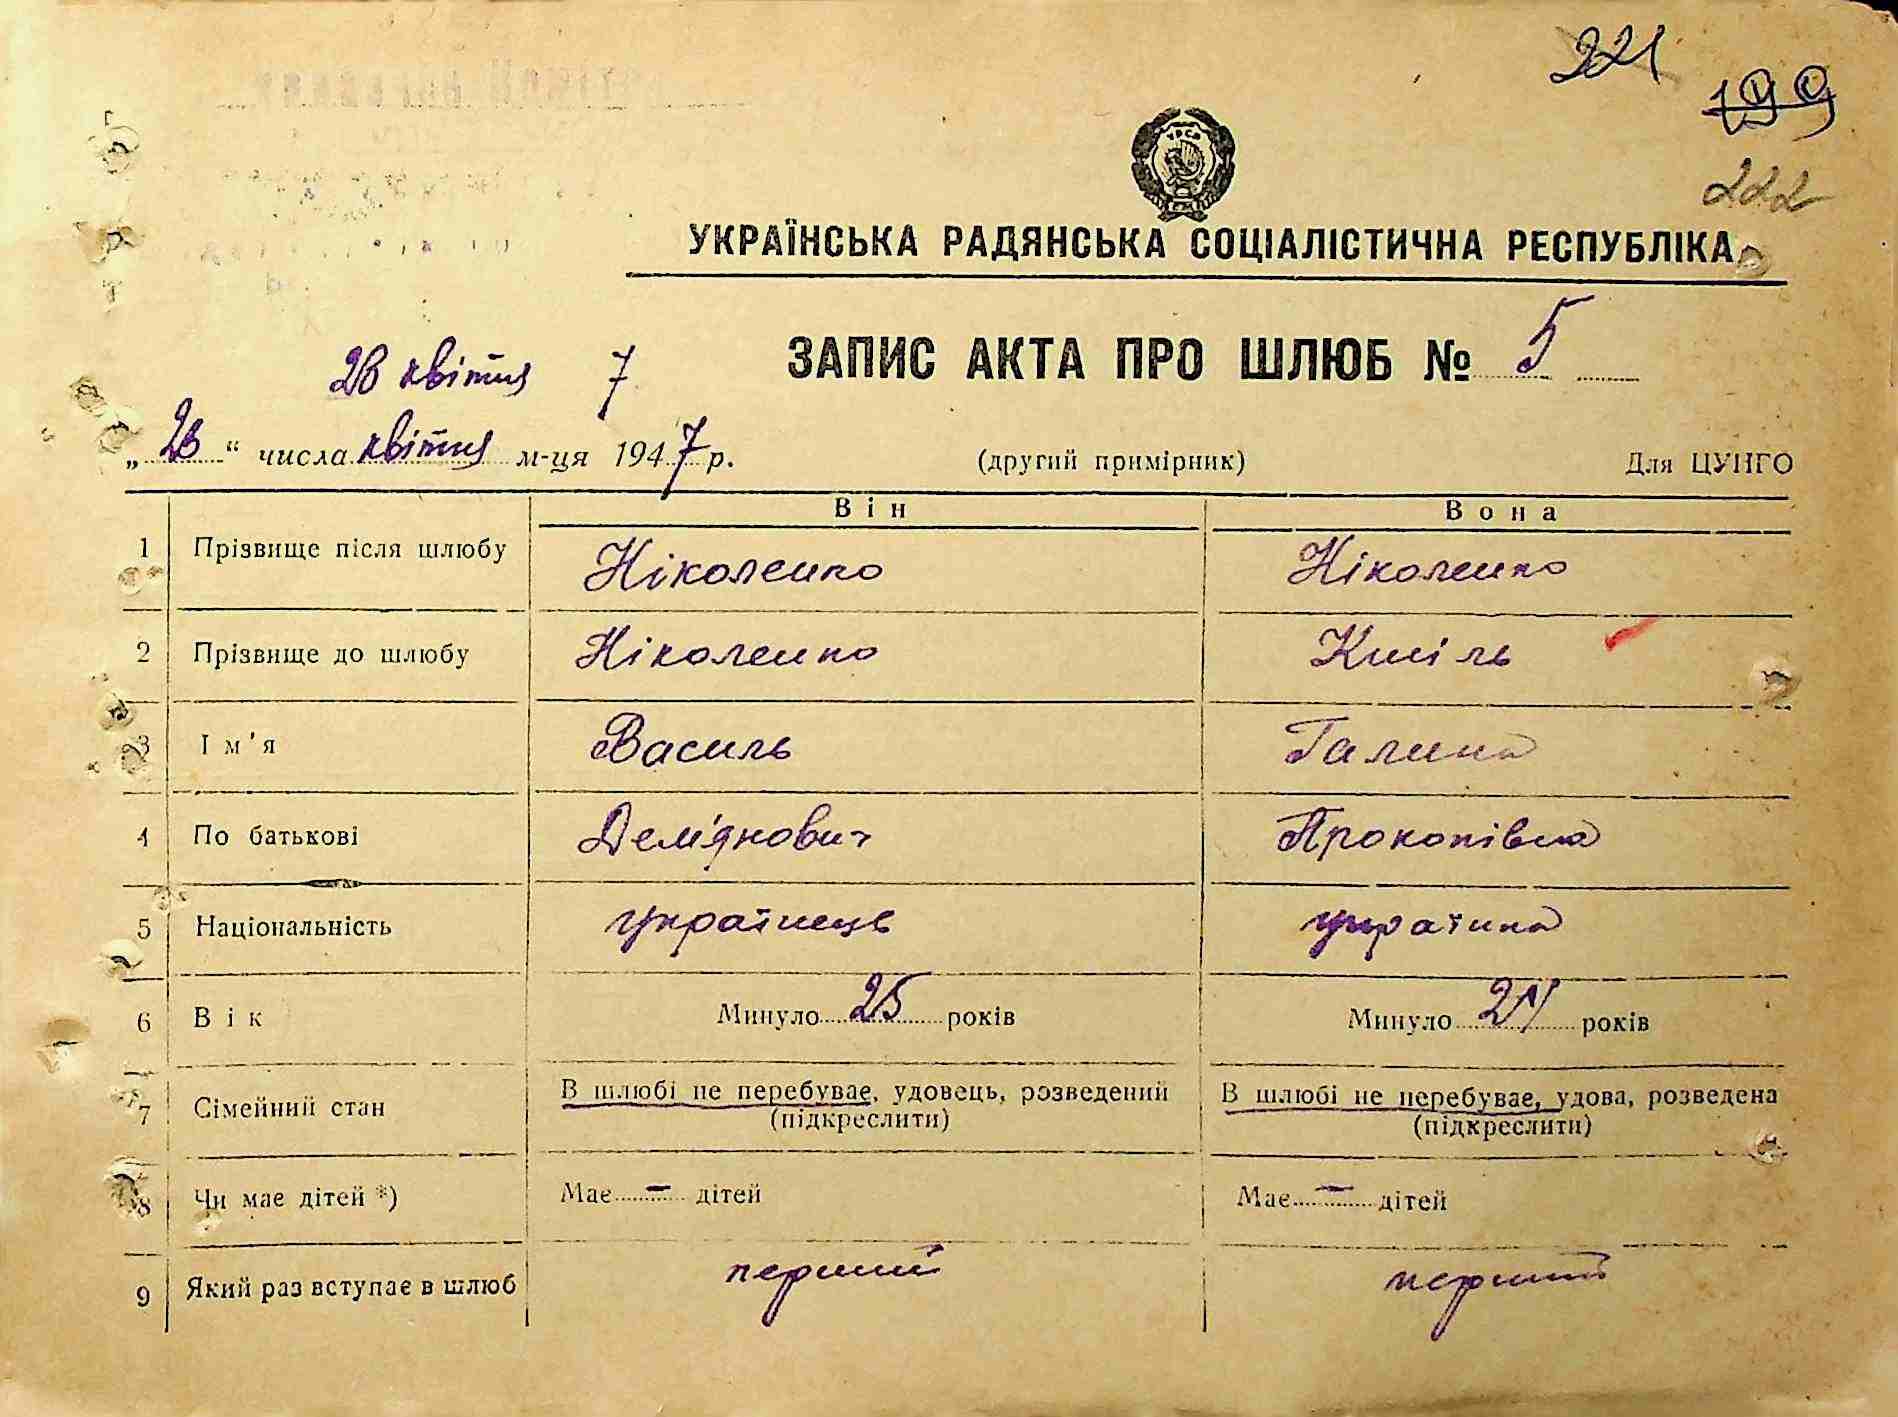 221
199
222
УКРАЇНСЬКА РАДЯНСЬКА СОЦІАЛІСТИЧНА РЕСПУБЛІКА
ЗАПИС АКТА ПРО ШЛЮБ № 5
28 квітня 7
„28“ числа квітня м-ця 1947 р. (другий примірник) Для ЦУНГО
Він Вона
1 Прізвище після шлюбу Ніколенко Ніколенко
2 Прізвище до шлюбу Ніколенко Кміль
3 Ім'я Василь Галина
4 По батькові Дем'янович Прокопівна
5 Національність українець українка
6 Вік Минуло 25 років Минуло 24 років
7 Сімейний стан В шлюбі не перебуває, удовець, розведений В шлюбі не перебуває, удова, розведена
(підкреслити) (підкреслити)
8 Чи має дітей *) Має – дітей Має – дітей
9 Який раз вступає в шлюб перший перший